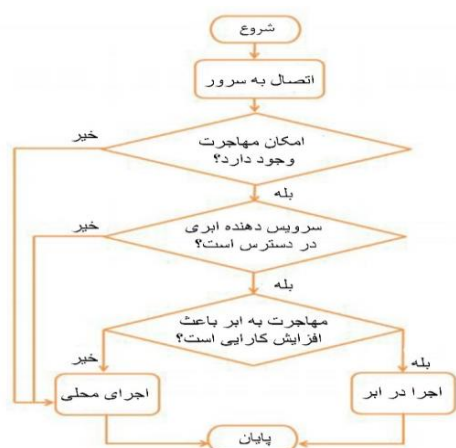 شروع
اتصال به سرور
امکان مهاجرت
وجود دارد؟
خیر
بله
سرویس دهنده ابری
در دسترس است؟
خیر
بله
مهاجرت به ابر باعث
افزایش کارایی است؟
خیر
بله
اجرای محلی
اجرا در ابر
پایان